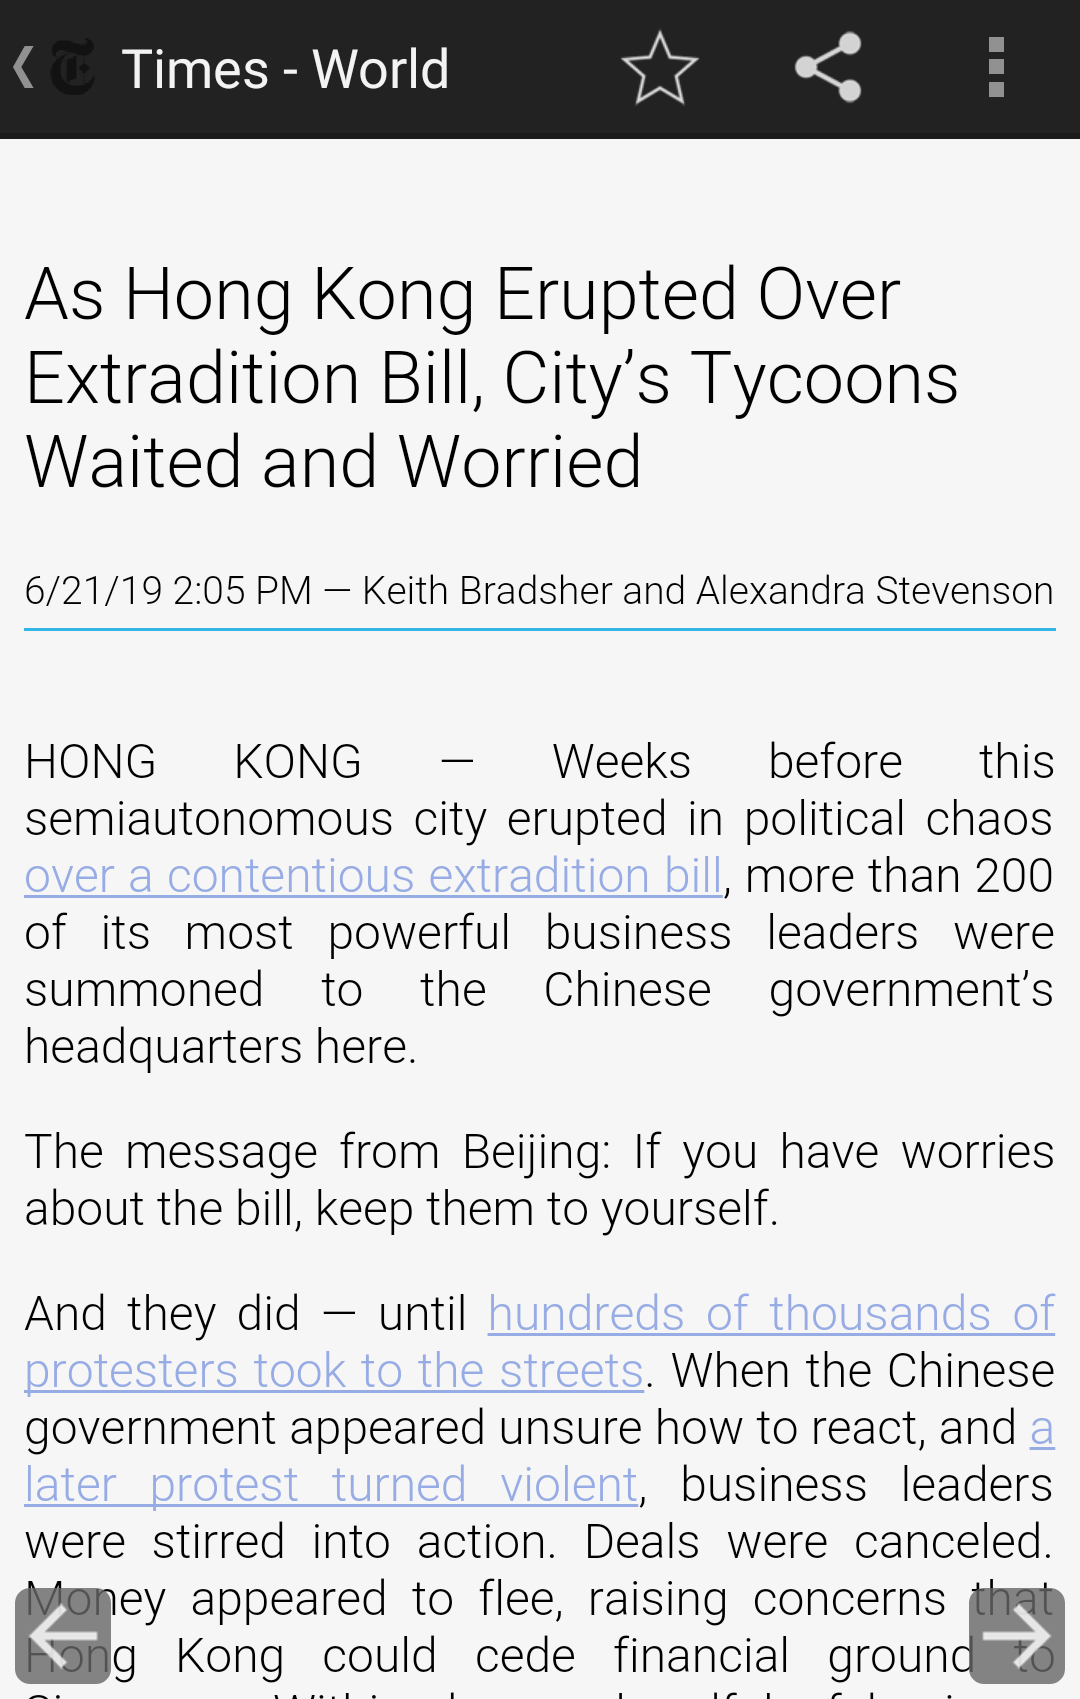 Times - World
As Hong Kong Erupted Over
Extradition Bill, City’s Tycoons
Waited and Worried
6/21/19 2:05 PM — Keith Bradsher and Alexandra Stevenson
HONG KONG — Weeks before this
semiautonomous city erupted in political chaos
over a contentious extradition bill, more than 200
of its most powerful business leaders were
summoned to the Chinese government’s
headquarters here.
The message from Beijing: If you have worries
about the bill, keep them to yourself.
And they did — until hundreds of thousands of
protesters took to the streets. When the Chinese
government appeared unsure how to react, and a
later protest turned violent, business leaders
were stirred into action. Deals were canceled.
Money appeared to flee, raising concerns that
Hong Kong could cede financial ground to